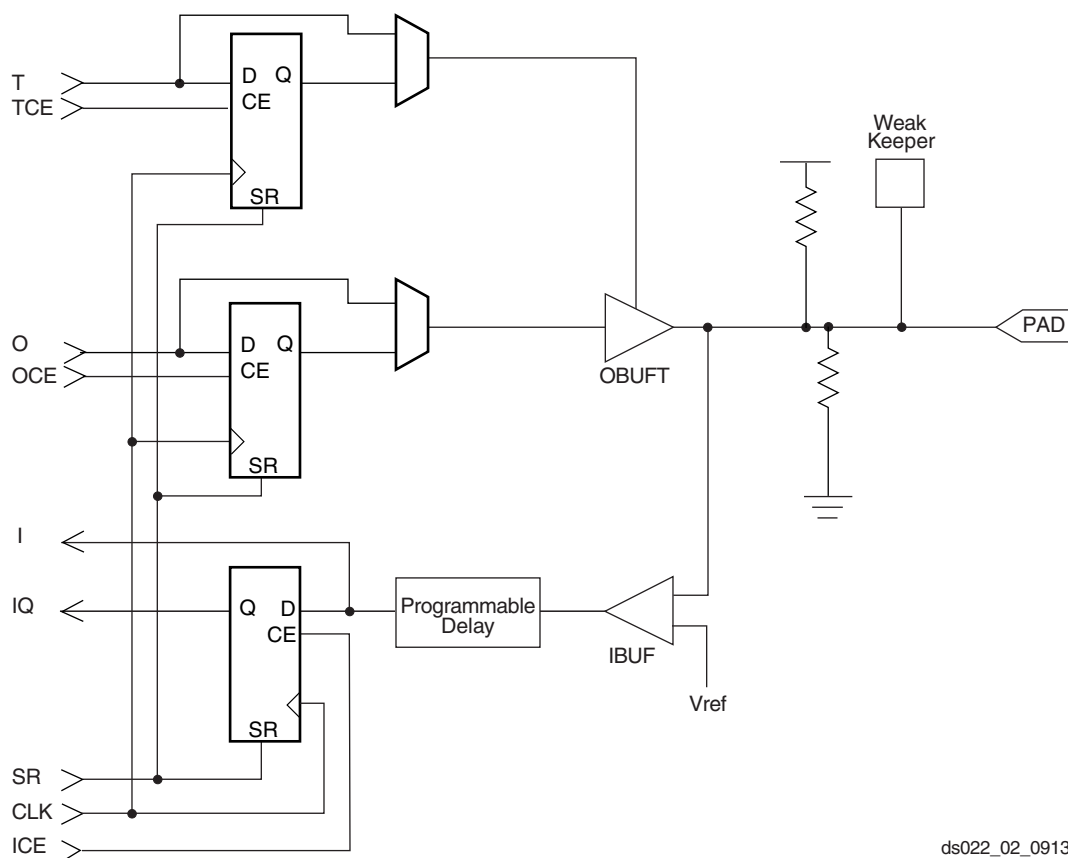 T
TCE
D Q
CE
SR
Weak
Keeper
O
OCE
D Q
CE
SR
OBUFT
PAD
I
IQ
Q D
CE
SR
Programmable
Delay
IBUF
Vref
SR
CLK
ICE
ds022_02_0913